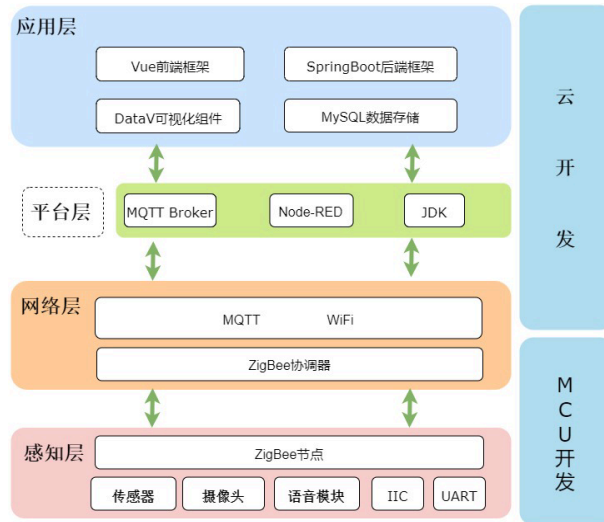 应用层
Vue前端框架
SpringBoot后端框架
DataV可视化组件
MySQL数据存储
平台层
MQTT Broker
Node-RED
JDK
网络层
MQTT WiFi
ZigBee协调器
感知层
ZigBee节点
传感器
摄像头
语音模块
IIC
UART
云
开
发
M
C
U
开
发